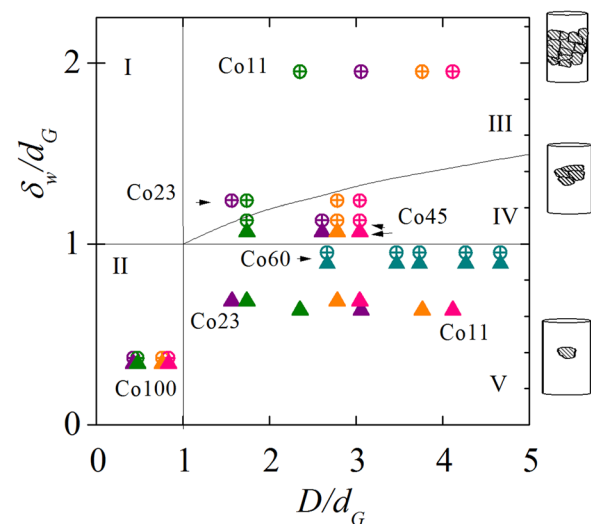 I
Co11
2
III
δw/dG
Co23
Co45
IV
1
Co60
II
Co23
Co11
Co100
V
0
0 1 2 3 4 5
D/dG